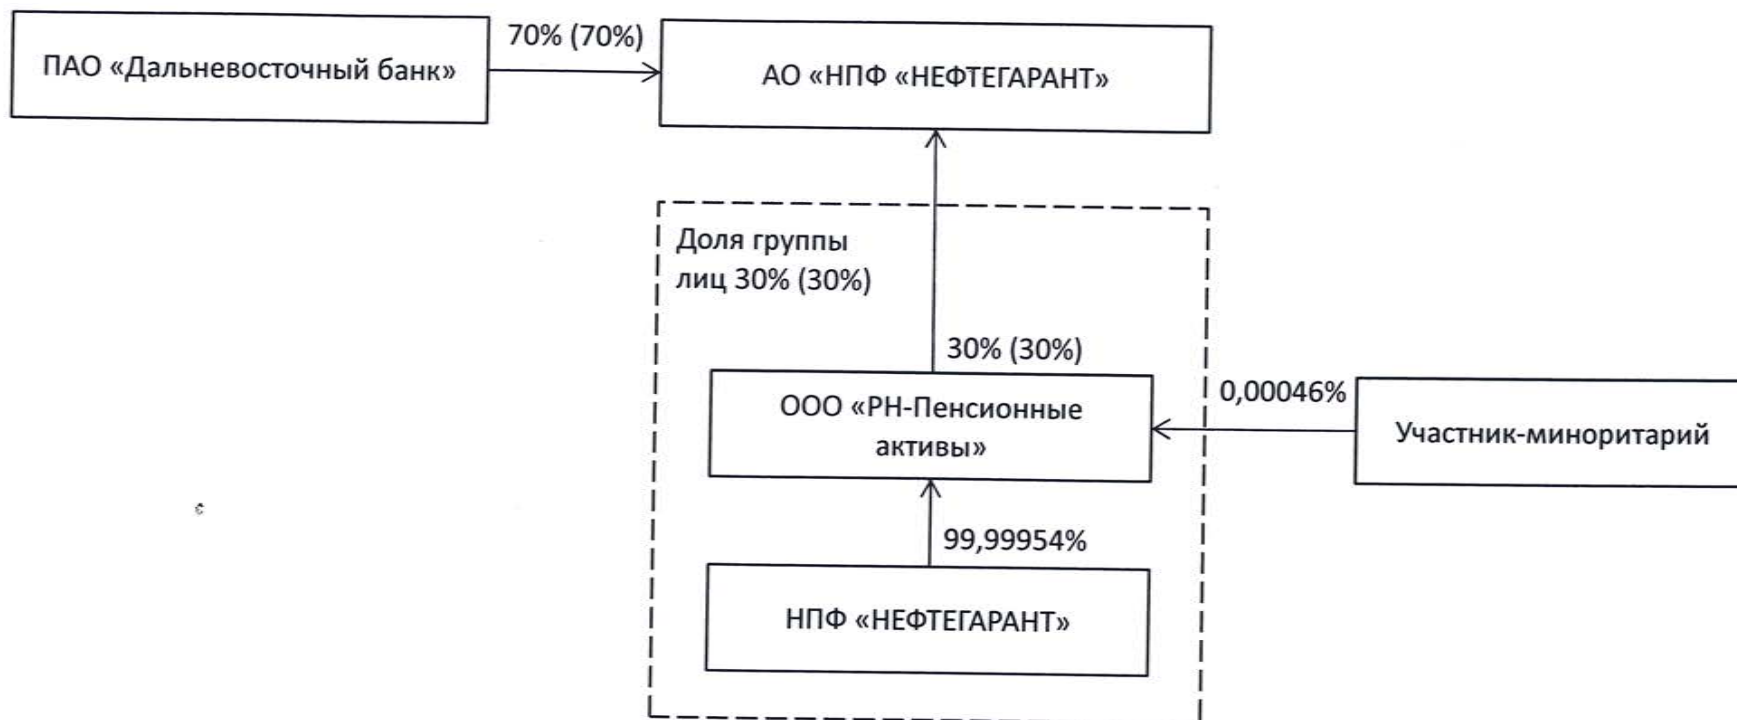 ПАО «Дальневосточный банк»
70% (70%)
АО «НПФ «НЕФТЕГАРАНТ»
Доля группы
лиц 30% (30%)
30% (30%)
ООО «РН-Пенсионные
активы»
0,00046%
Участник-миноритарий
99,99954%
НПФ «НЕФТЕГАРАНТ»